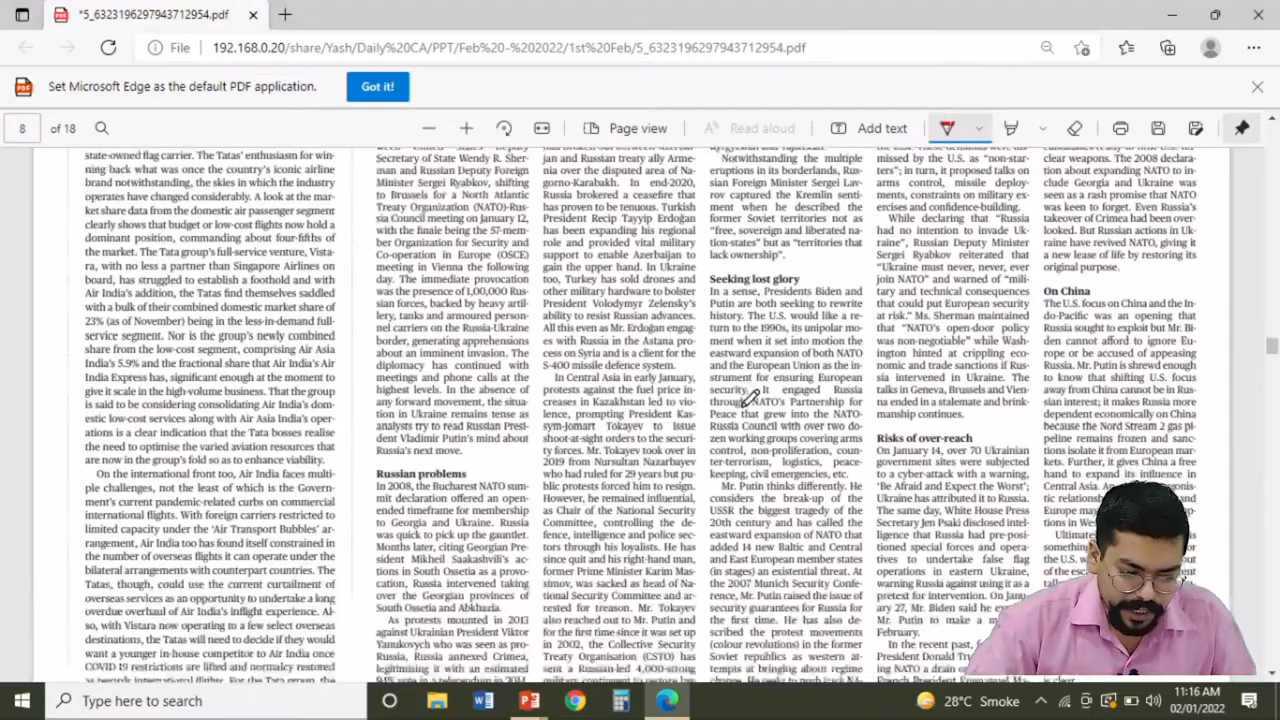 *5_6323196297943712954.pdf
File
192.168.0.20/share/Yash/Daily%20CA/PPT/Feb%20-%202022/1st%20Feb/5_6323196297943712954.pdf
Set Microsoft Edge as the default PDF application.
Got it!
8
of 18
Page view
Read aloud
Add text
state-owned flag carrier. The Tatas' enthusiasm for win-
ning back what was once the country's iconic airline
brand notwithstanding, the skies in which the industry
operates have changed considerably. A look at the mar-
ket share data from the domestic air passenger segment
clearly shows that budget or low-cost flights now hold a
dominant position, commanding about four-fifths of
the market. The Tata group's full-service venture, Vista-
ra, with no less a partner than Singapore Airlines on
board, has struggled to establish a foothold and with
Air India's addition, the Tatas find themselves saddled
with a bulk of their combined domestic market share of
23% (as of November) being in the less-in-demand full-
service segment. Nor is the group's newly combined
share from the low-cost segment, comprising Air Asia
India's 5.9% and the fractional share that Air India's Air
India Express has, significant enough at the moment to
give it scale in the high-volume business. That the group
is said to be considering consolidating Air India's dom-
estic low-cost services along with Air Asia India's oper-
ations is a clear indication that the Tata bosses realise
the need to optimise the varied aviation resources that
are now in the group's fold so as to enhance viability.
On the international front too, Air India faces multi-
ple challenges, not the least of which is the Govern-
ment's current pandemic-related curbs on commercial
international flights. With foreign carriers restricted to
limited capacity under the 'Air Transport Bubbles' ar-
rangement, Air India too has found itself constrained in
the number of overseas flights it can operate under the
bilateral arrangements with counterpart countries. The
Tatas, though, could use the current curtailment of
overseas services as an opportunity to undertake a long
overdue overhaul of Air India's inflight experience. Al-
so, with Vistara now operating to a few select overseas
destinations, the Tatas will need to decide if they would
want a younger in-house competitor to Air India once
COVID-19 restrictions are lifted and normalcy restored
Secretary of State Wendy R. Sher-
man and Russian Deputy Foreign
Minister Sergei Ryabkov, shifting
to Brussels for a North Atlantic
Treaty Organization (NATO)-Rus-
sia Council meeting on January 12,
with the finale being the 57-mem-
ber Organization for Security and
Co-operation in Europe (OSCE)
meeting in Vienna the following
day. The immediate provocation
was the presence of 1,00,000 Rus-
sian forces, backed by heavy artil-
lery, tanks and armoured person-
nel carriers on the Russia-Ukraine
border, generating apprehensions
about an imminent invasion. The
diplomacy has continued with
meetings and phone calls at the
highest levels. In the absence of
any forward movement, the situa-
tion in Ukraine remains tense as
analysts try to read Russian Presi-
dent Vladimir Putin's mind about
Russia's next move.
Russian problems
In 2008, the Bucharest NATO sum-
mit declaration offered an open-
ended timeframe for membership
to Georgia and Ukraine. Russia
was quick to pick up the gauntlet.
Months later, citing Georgian Pre-
sident Mikheil Saakashvili's ac-
tions in South Ossetia as a provo-
cation, Russia intervened taking
over the Georgian provinces of
South Ossetia and Abkhazia.
As protests mounted in 2013
against Ukrainian President Viktor
Yanukovych who was seen as pro-
Russia, Russia annexed Crimea,
legitimising it with an estimated
jan and Russian treaty ally Arme-
nia over the disputed area of Na-
gorno-Karabakh. In end-2020,
Russia brokered a ceasefire that
has proven to be tenuous. Turkish
President Recip Tayyip Erdoğan
has been expanding his regional
role and provided vital military
support to enable Azerbaijan to
gain the upper hand. In Ukraine
too, Turkey has sold drones and
other military hardware to bolster
President Volodymyr Zelensky's
ability to resist Russian advances.
All this even as Mr. Erdoğan engag-
es with Russia in the Astana pro-
cess on Syria and is a client for the
S-400 missile defence system.
In Central Asia in early January,
protests against the fuel price in-
creases in Kazakhstan led to vio-
lence, prompting President Kas-
sym-Jomart Tokayev to issue
shoot-at-sight orders to the securi-
ty forces. Mr. Tokayev took over in
2019 from Nursultan Nazarbayev
who had ruled for 29 years but pu-
blic protests forced him to resign.
However, he remained influential,
as Chair of the National Security
Committee, controlling the de-
fence, intelligence and police sec-
tors through his loyalists. He has
since quit and his right-hand man,
former Prime Minister Karim Mas-
simov, was sacked as head of Na-
tional Security Committee and ar-
rested for treason. Mr. Tokayev
also reached out to Mr. Putin and
for the first time since it was set up
in 2002, the Collective Security
Treaty Organisation (CSTO) has
sent a Russian-led 4,000-strong
Notwithstanding the multiple
eruptions in its borderlands, Rus-
sian Foreign Minister Sergei Lav-
rov captured the Kremlin senti-
ment when he described the
former Soviet territories not as
"free, sovereign and liberated na-
tion-states" but as "territories that
lack ownership".
Seeking lost glory
In a sense, Presidents Biden and
Putin are both seeking to rewrite
history. The U.S. would like a re-
turn to the 1990s, its unipolar mo-
ment when it set into motion the
eastward expansion of both NATO
and the European Union as the in-
strument for ensuring European
security. It engaged Russia
through NATO's Partnership for
Peace that grew into the NATO-
Russia Council with over two do-
zen working groups covering arms
control, non-proliferation, coun-
ter-terrorism, logistics, peace-
keeping, civil emergencies, etc.
Mr. Putin thinks differently. He
considers the break-up of the
USSR the biggest tragedy of the
20th century and has called the
eastward expansion of NATO that
added 14 new Baltic and Central
and East European member states
(in stages) an existential threat. At
the 2007 Munich Security Confe-
rence, Mr. Putin raised the issue of
security guarantees for Russia for
the first time. He has also de-
scribed the protest movements
(colour revolutions) in the former
Soviet republics as western at-
tempts at bringing about regime
missed by the U.S. as "non-star-
ters"; in turn, it proposed talks on
arms control, missile deploy-
ments, constraints on military ex-
ercises and confidence-building.
While declaring that "Russia
had no intention to invade Uk-
raine", Russian Deputy Minister
Sergei Ryabkov reiterated that
"Ukraine must never, never, ever
join NATO" and warned of "mili-
tary and technical consequences
that could put European security
at risk." Ms. Sherman maintained
that "NATO's open-door policy
was non-negotiable" while Wash-
ington hinted at crippling eco-
nomic and trade sanctions if Rus-
sia intervened in Ukraine. The
talks in Geneva, Brussels and Vien-
na ended in a stalemate and brink-
manship continues.
Risks of over-reach
On January 14, over 70 Ukrainian
government sites were subjected
to a cyber-attack with a warning,
'Be Afraid and Expect the Worst';
Ukraine has attributed it to Russia.
The same day, White House Press
Secretary Jen Psaki disclosed intel-
ligence that Russia had pre-posi-
tioned special forces and opera-
tives to undertake false flag
operations in eastern Ukraine,
warning Russia against using it as a
pretext for intervention. On Janu-
ary 27, Mr. Biden said he
Mr. Putin to make a
February.
In the recent past,
President Donald
ing NATO a
clear weapons. The 2008 declara-
tion about expanding NATO to in-
clude Georgia and Ukraine was
seen as a rash promise that NATO
was keen to forget. Even Russia's
takeover of Crimea had been over-
looked. But Russian actions in Uk-
raine have revived NATO, giving it
a new lease of life by restoring its
original purpose.
On China
The U.S. focus on China and the In-
do-Pacific was an opening that
Russia sought to exploit but Mr. Bi-
den cannot afford to ignore Eu-
rope or be accused of appeasing
Russia. Mr. Putin is shrewd enough
to know that shifting U.S. focus
away from China cannot be in Rus-
sian interest; it makes Russia more
dependent economically on China
because the Nord Stream 2 gas pi-
peline remains frozen and sanc-
tions isolate it from European mar-
kets. Further, it gives China a free
hand to expand its influence in
Central Asia.
tic
Europe may
tions in
something
Type here to search
28°C Smoke
11:16 AM
02/01/2022